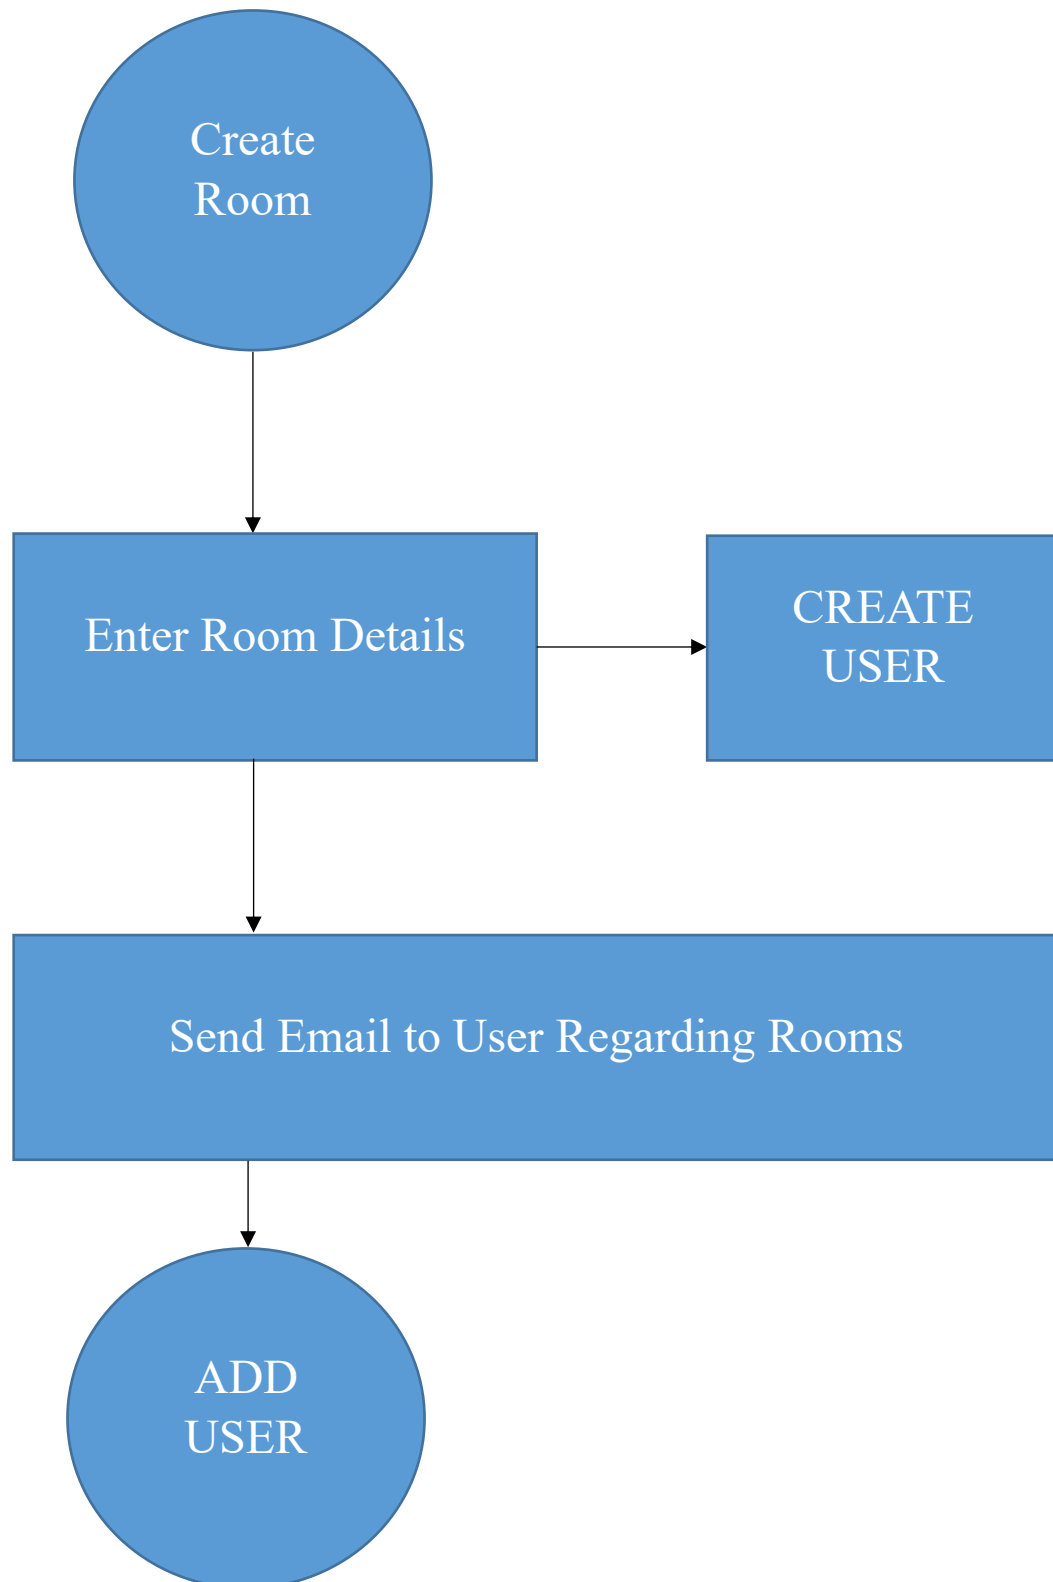 Create
Room
Enter Room Details
CREATE
USER
Send Email to User Regarding Rooms
ADD
USER